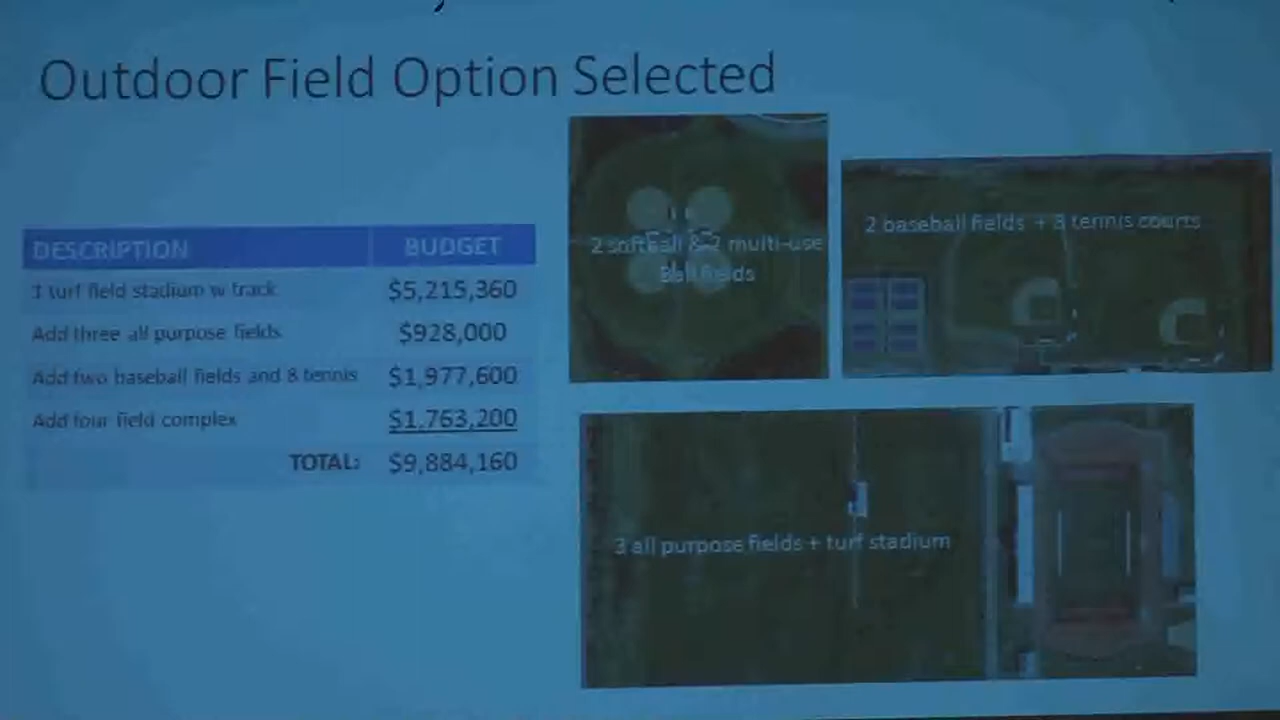 Outdoor Field Option Selected
DESCRIPTION BUDGET
1 turf field stadium w track $5,215,360
Add three all purpose fields $928,000
Add two baseball fields and 8 tennis $1,977,600
Add four field complex $1,763,200
TOTAL: $9,884,160
2 softball & 2 multi-use
Ball fields
2 baseball fields + 8 tennis courts
3 all purpose fields + turf stadium